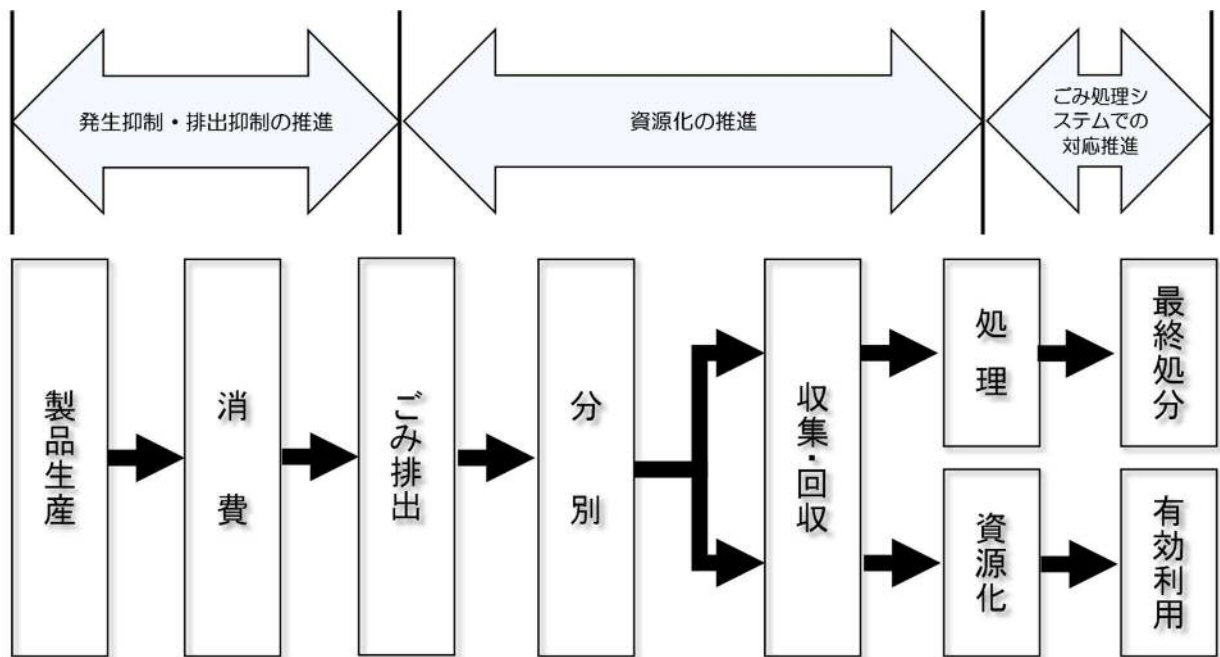 発生抑制・排出抑制の推進
資源化の推進
ごみ処理シ
ステムでの
対応推進
製品生産
消費
ごみ排出
分別
収集・回収
処理
最終処分
資源化
有効利用